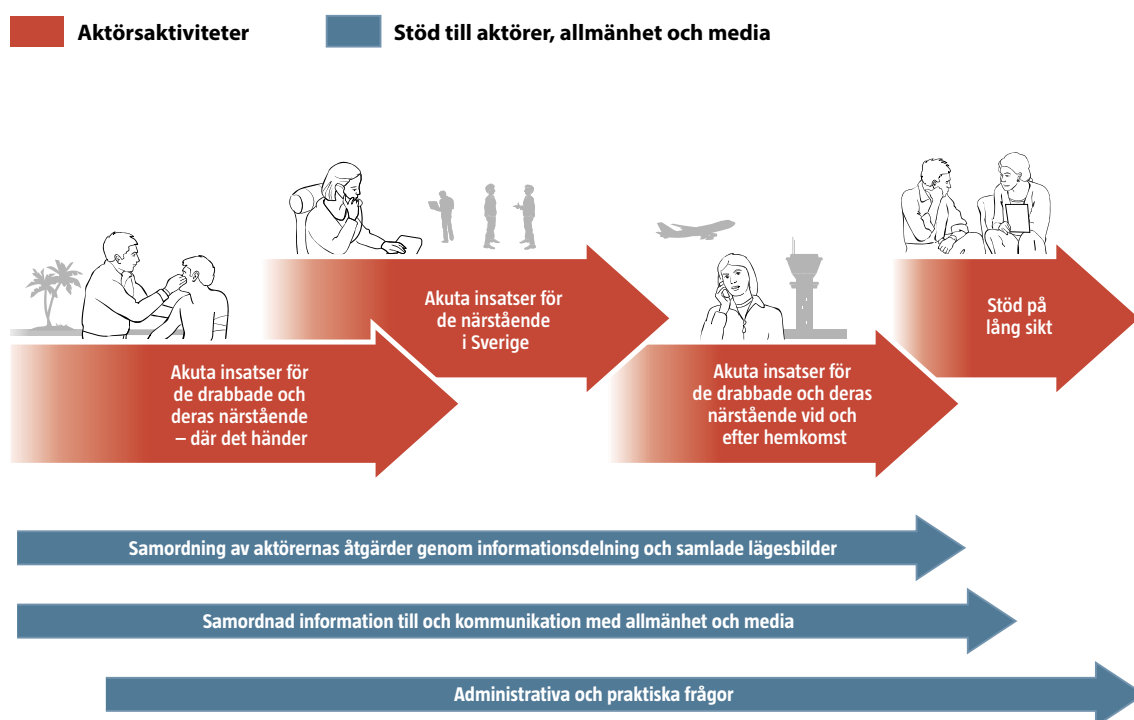 Aktörsaktiviteter
Stöd till aktörer, allmänhet och media
Akuta insatser för
de drabbade och
deras närstående
– där det händer
Akuta insatser för
de närstående
i Sverige
Akuta insatser för
de drabbade och deras
närstående vid och
efter hemkomst
Stöd på
lång sikt
Samordning av aktörernas åtgärder genom informationsdelning och samlade lägesbilder
Samordnad information till och kommunikation med allmänhet och media
Administrativa och praktiska frågor